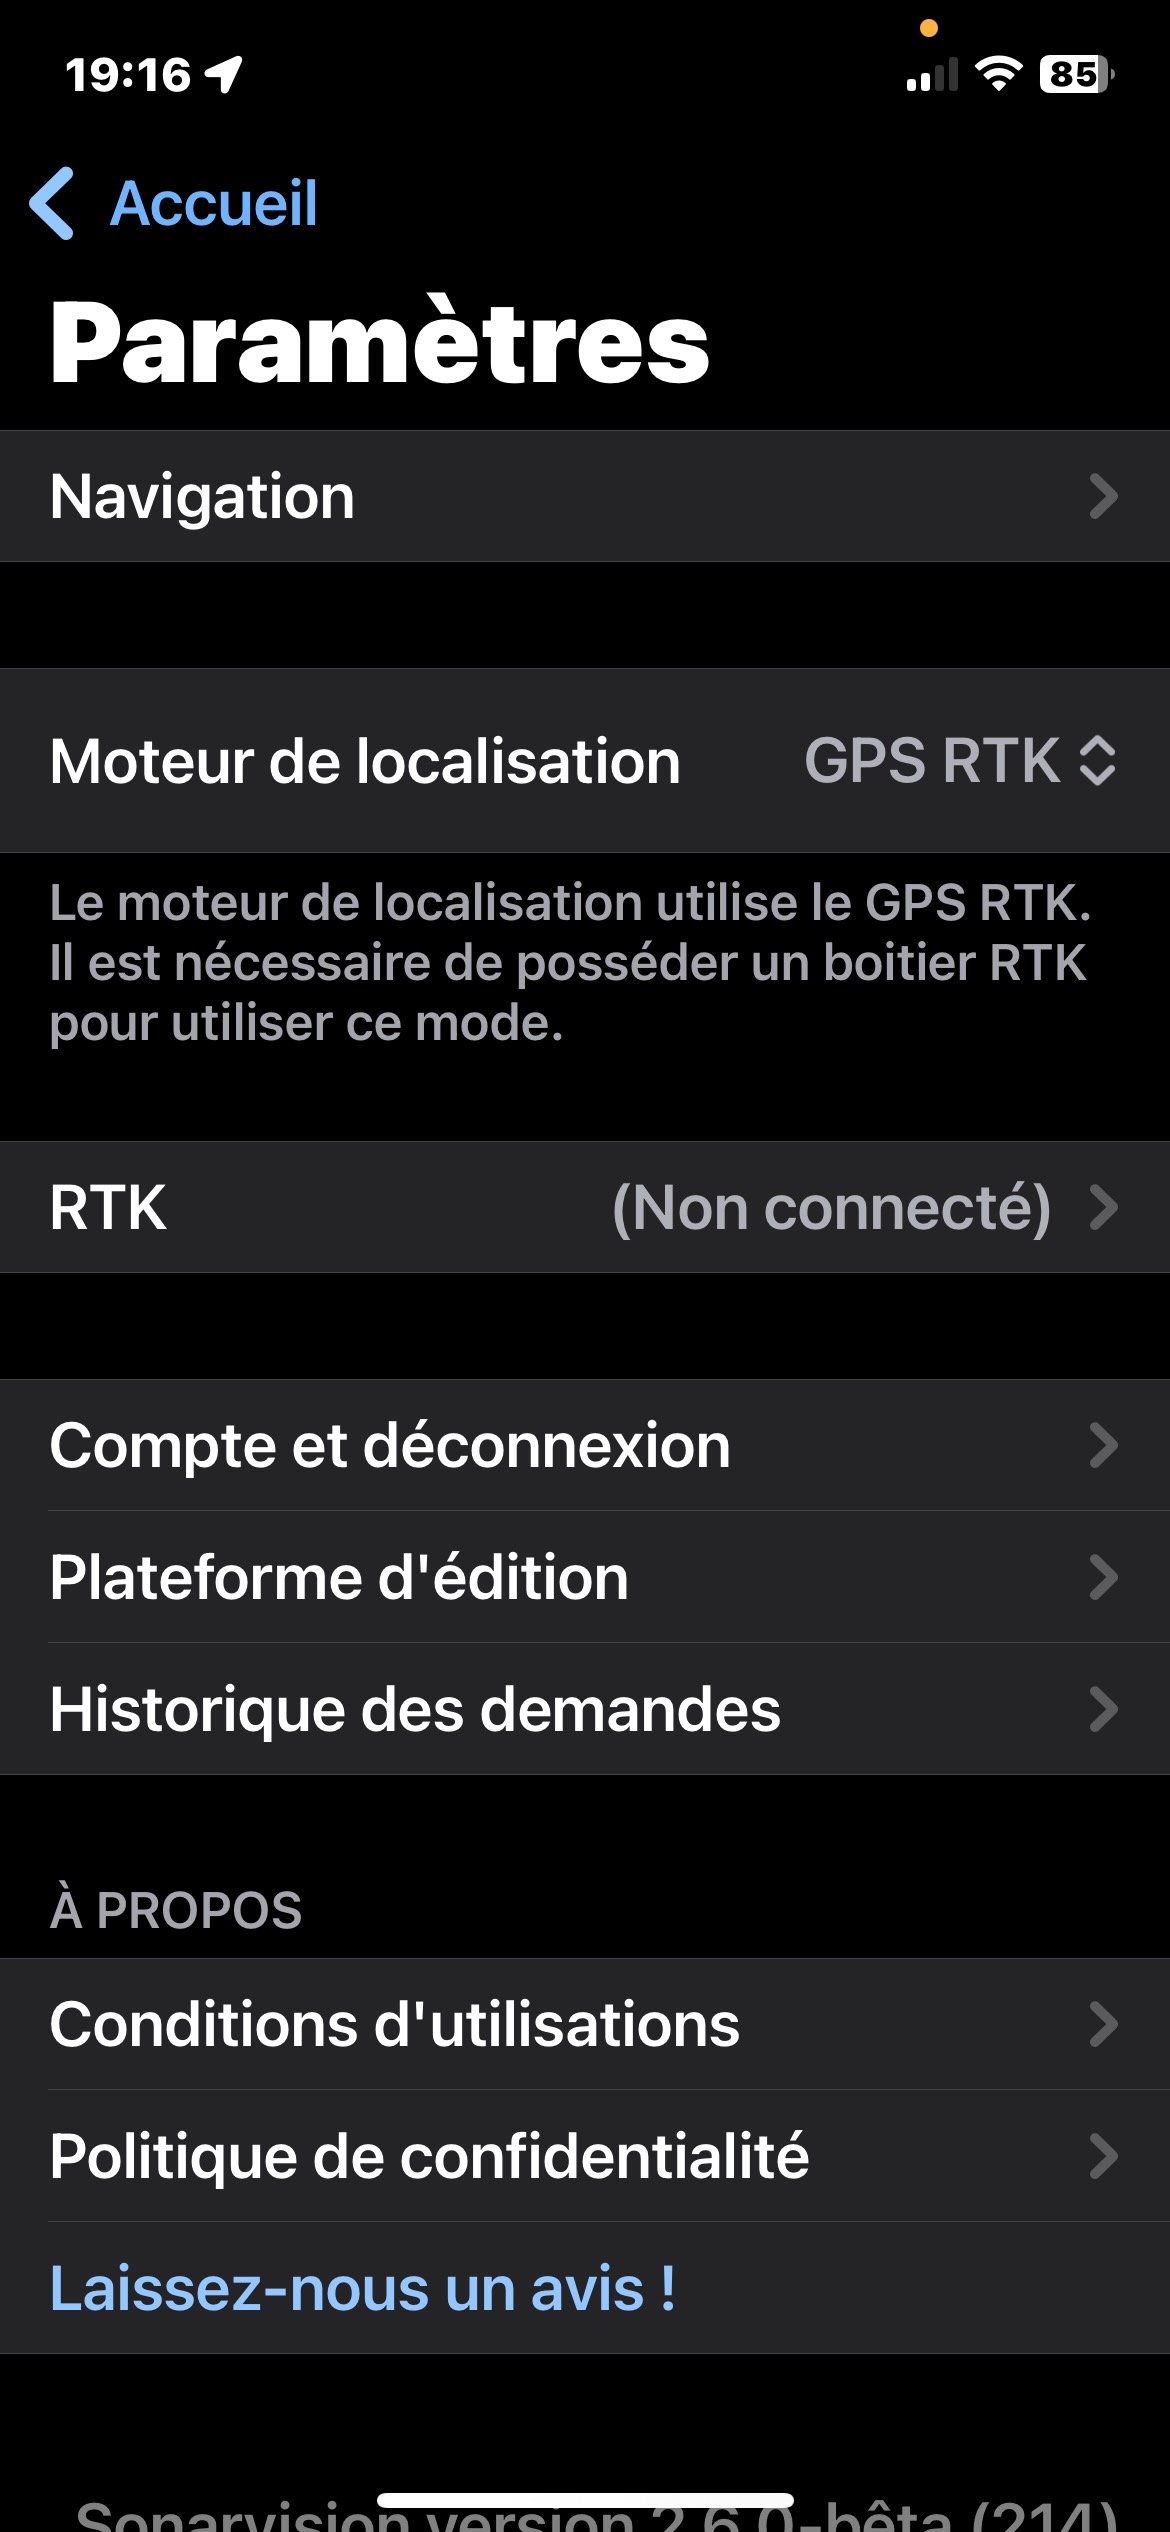 19:16
85
Accueil
Paramètres
Navigation
Moteur de localisation GPS RTK
Le moteur de localisation utilise le GPS RTK.
Il est nécessaire de posséder un boitier RTK
pour utiliser ce mode.
RTK (Non connecté)
Compte et déconnexion
Plateforme d'édition
Historique des demandes
À PROPOS
Conditions d'utilisations
Politique de confidentialité
Laissez-nous un avis !
Sonarvision version 2.6.0-bêta (214)